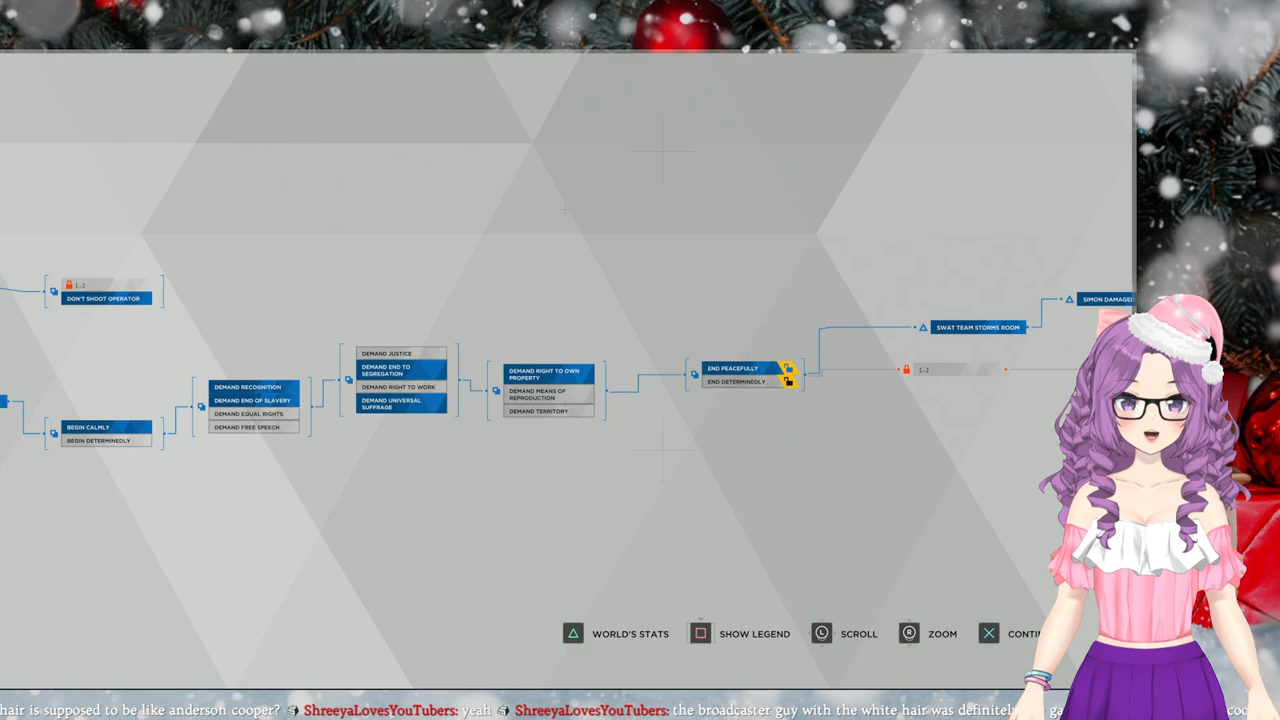 [...]
DON'T SHOOT OPERATOR
BEGIN CALMLY
BEGIN DETERMINEDLY
DEMAND RECOGNITION
DEMAND END OF SLAVERY
DEMAND EQUAL RIGHTS
DEMAND FREE SPEECH
DEMAND JUSTICE
DEMAND END TO
SEGREGATION
DEMAND RIGHT TO WORK
DEMAND UNIVERSAL
SUFFRAGE
DEMAND RIGHT TO OWN
PROPERTY
DEMAND MEANS OF
REPRODUCTION
DEMAND TERRITORY
END PEACEFULLY
END DETERMINEDLY
SWAT TEAM STORMS ROOM
SIMON DAMAGED
[...]
WORLD'S STATS
SHOW LEGEND
L SCROLL
R ZOOM
CONTI
hair is supposed to be like anderson cooper? ShreeyaLovesYouTubers: yeah ShreeyaLovesYouTubers: the broadcaster guy with the white hair was definitel ga coo